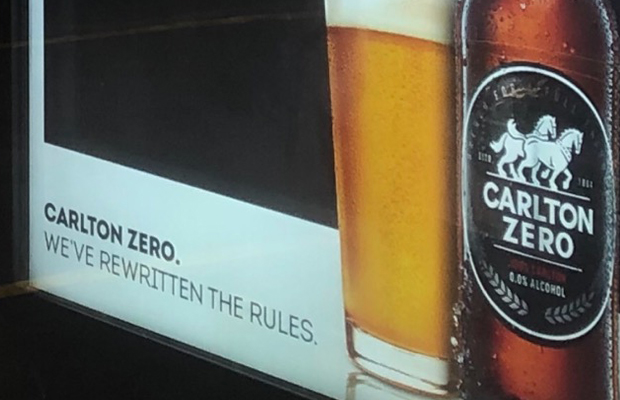 CARLTON ZERO.
WE'VE REWRITTEN THE RULES.
CARLTON
ZERO
0.0% ALCOHOL